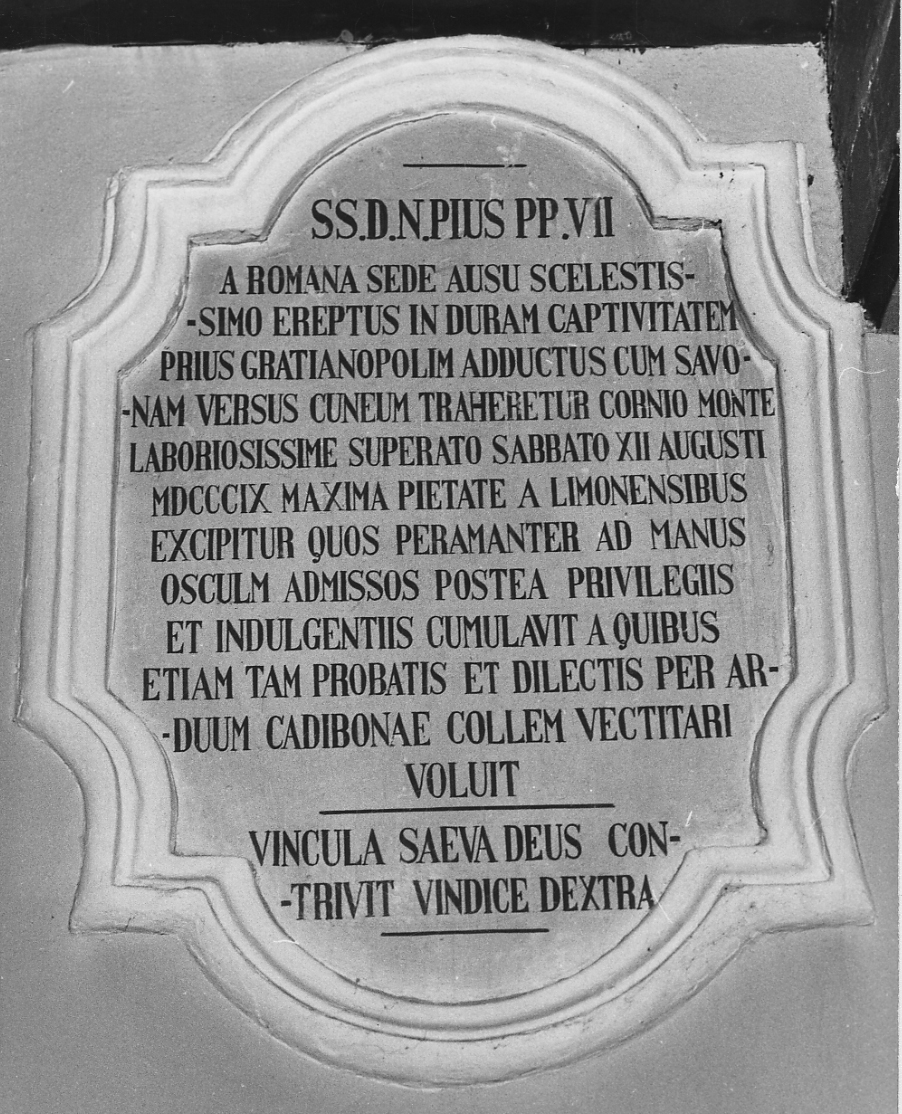 SS.D.N.PIUS PP.VII
A ROMANA SEDE AUSU SCELESTIS-
-SIMO EREPTUS IN DURAM CAPTIVITATEM
PRIUS GRATIANOPOLIM ADDUCTUS CUM SAVO-
-NAM VERSUS CUNEUM TRAHERETUR CORNIO MONTE
LABORIOSISSIME SUPERATO SABBATO XII AUGUSTI
MDCCCIX MAXIMA PIETATE A LIMONENSIBUS
EXCIPITUR QUOS PERAMANTER AD MANUS
OSCULM ADMISSOS POSTEA PRIVILEGIIS
ET INDULGENTIIS CUMULAVIT A QUIBUS
ETIAM TAM PROBATIS ET DILECTIS PER AR-
-DUUM CADIBONAE COLLEM VECTITARI
VOLUIT
VINCULA SAEVA DEUS CON-
-TRIVIT VINDICE DEXTRA